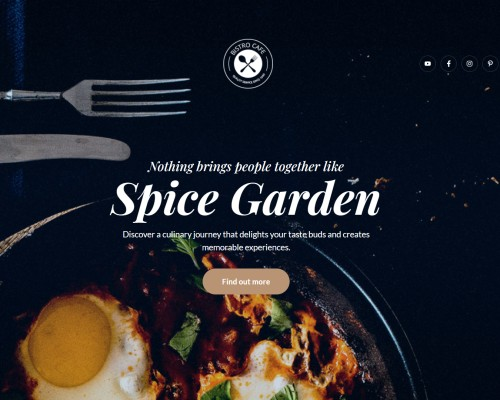 BISTRO CAFE
Nothing brings people together like
Spice Garden
Discover a culinary journey that delights your taste buds and creates
memorable experiences.
Find out more